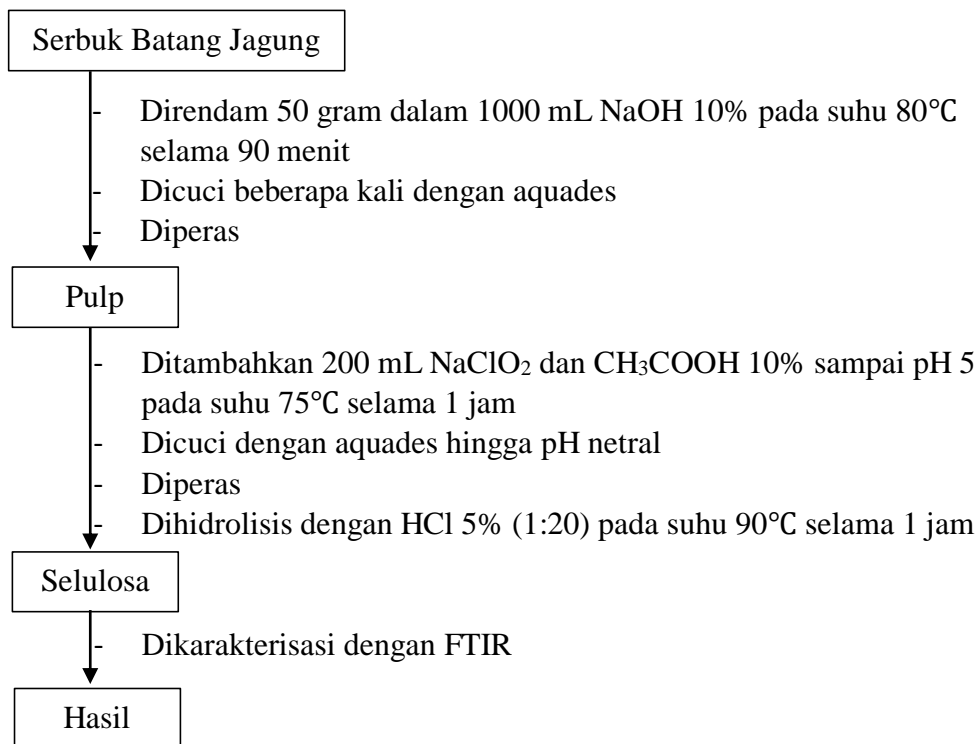 Serbuk Batang Jagung
- Direndam 50 gram dalam 1000 mL NaOH 10% pada suhu 80℃
selama 90 menit
- Dicuci beberapa kali dengan aquades
- Diperas
Pulp
- Ditambahkan 200 mL NaClO₂ dan CH₃COOH 10% sampai pH 5
pada suhu 75℃ selama 1 jam
- Dicuci dengan aquades hingga pH netral
- Diperas
- Dihidrolisis dengan HCl 5% (1:20) pada suhu 90℃ selama 1 jam
Selulosa
- Dikarakterisasi dengan FTIR
Hasil